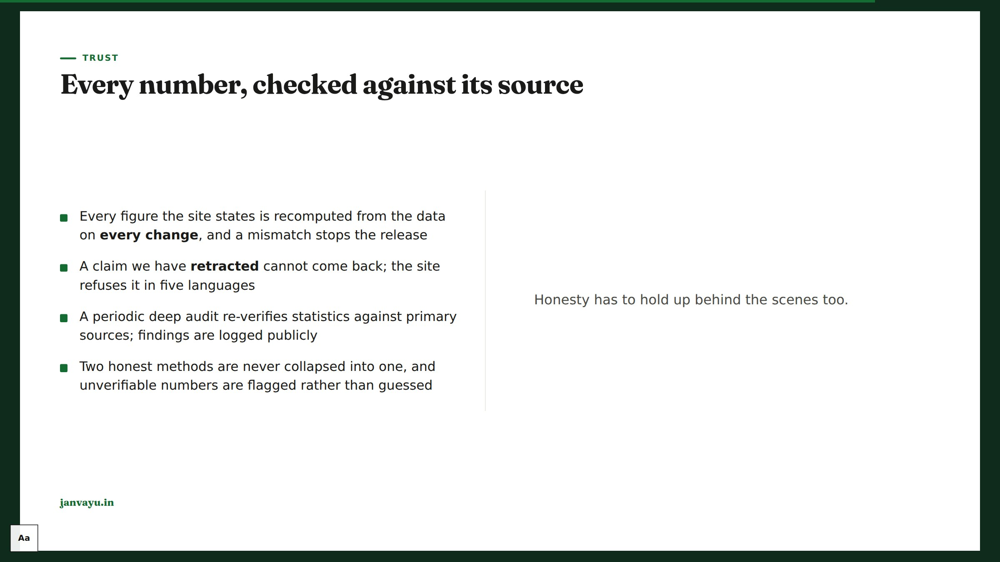 TRUST
Every number, checked against its source
Every figure the site states is recomputed from the data
on every change, and a mismatch stops the release
A claim we have retracted cannot come back; the site
refuses it in five languages
A periodic deep audit re-verifies statistics against primary
sources; findings are logged publicly
Two honest methods are never collapsed into one, and
unverifiable numbers are flagged rather than guessed
Honesty has to hold up behind the scenes too.
janvayu.in
Aa